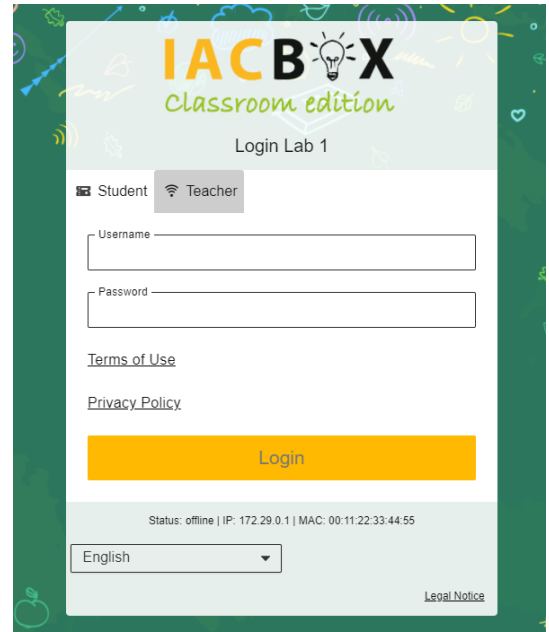 IACBOX
Classroom edition
Login Lab 1
Student Teacher
Username
Password
Terms of Use
Privacy Policy
Login
Status: offline | IP: 172.29.0.1 | MAC: 00:11:22:33:44:55
English
Legal Notice